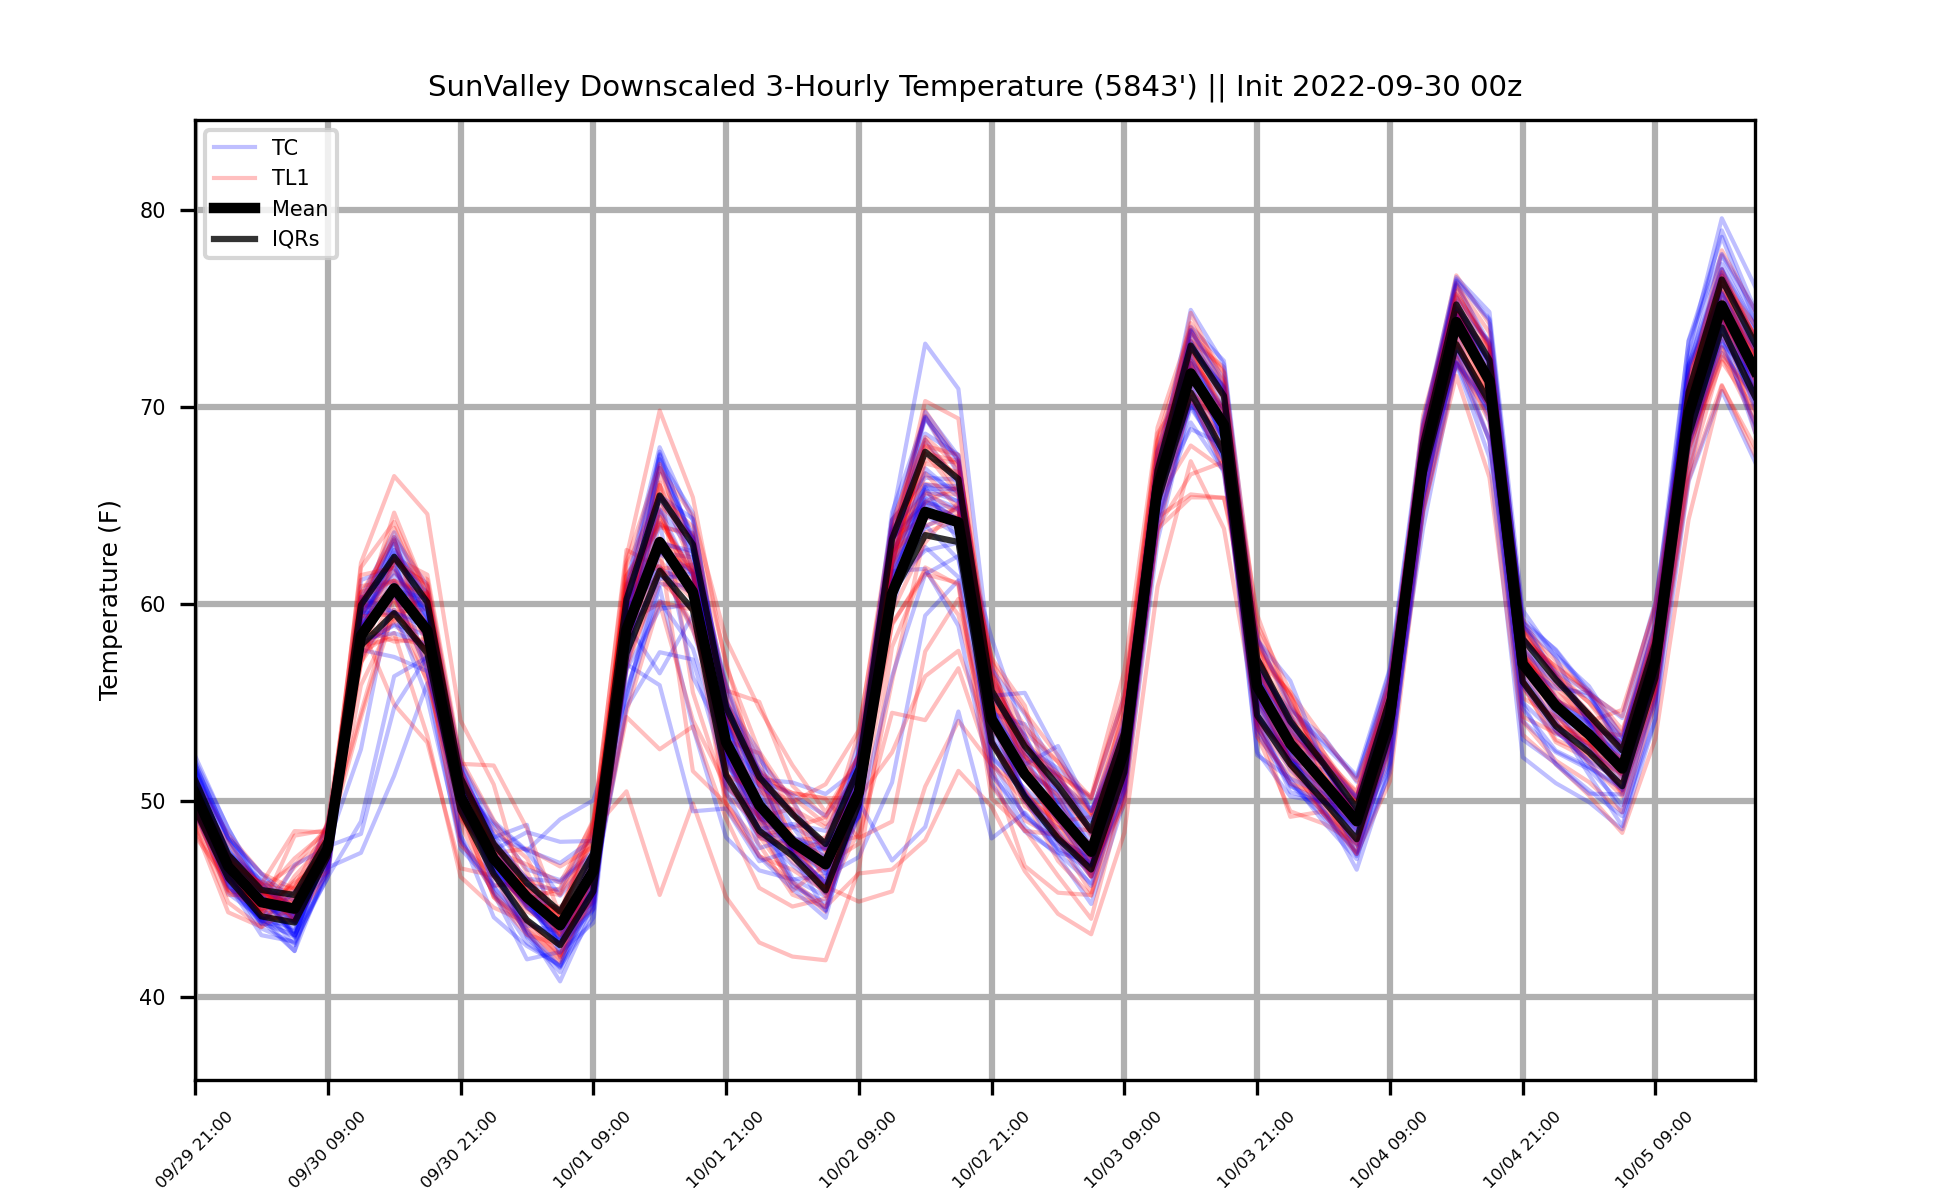 SunValley Downscaled 3-Hourly Temperature (5843') || Init 2022-09-30 00z
TC
TL1
Mean
IQRs
Temperature (F)
80
70
60
50
40
09/29 21:00
09/30 09:00
09/30 21:00
10/01 09:00
10/01 21:00
10/02 09:00
10/02 21:00
10/03 09:00
10/03 21:00
10/04 09:00
10/04 21:00
10/05 09:00